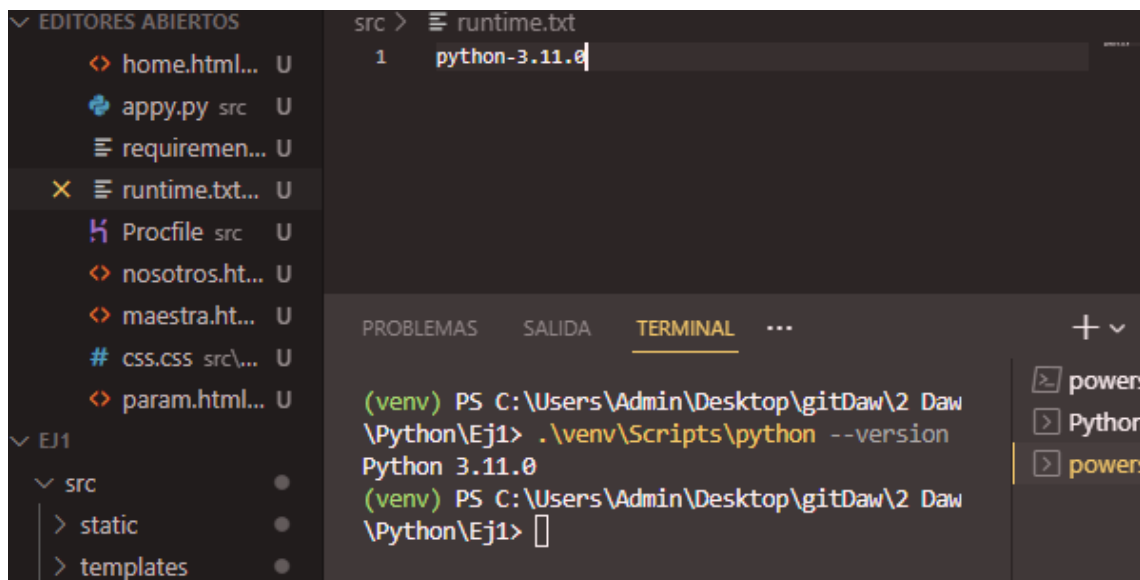 EDITORES ABIERTOS
home.html... U
appy.py src U
requiremen... U
runtime.txt... U
Procfile src U
nosotros.ht... U
maestra.ht... U
# css.css src\... U
param.html... U
EJ1
src
static
templates
src > runtime.txt
1 python-3.11.0
PROBLEMAS SALIDA TERMINAL ...
(venv) PS C:\Users\Admin\Desktop\gitDaw\2 Daw
\Python\Ej1> .\venv\Scripts\python --version
Python 3.11.0
(venv) PS C:\Users\Admin\Desktop\gitDaw\2 Daw
\Python\Ej1>
powers
Python
powers